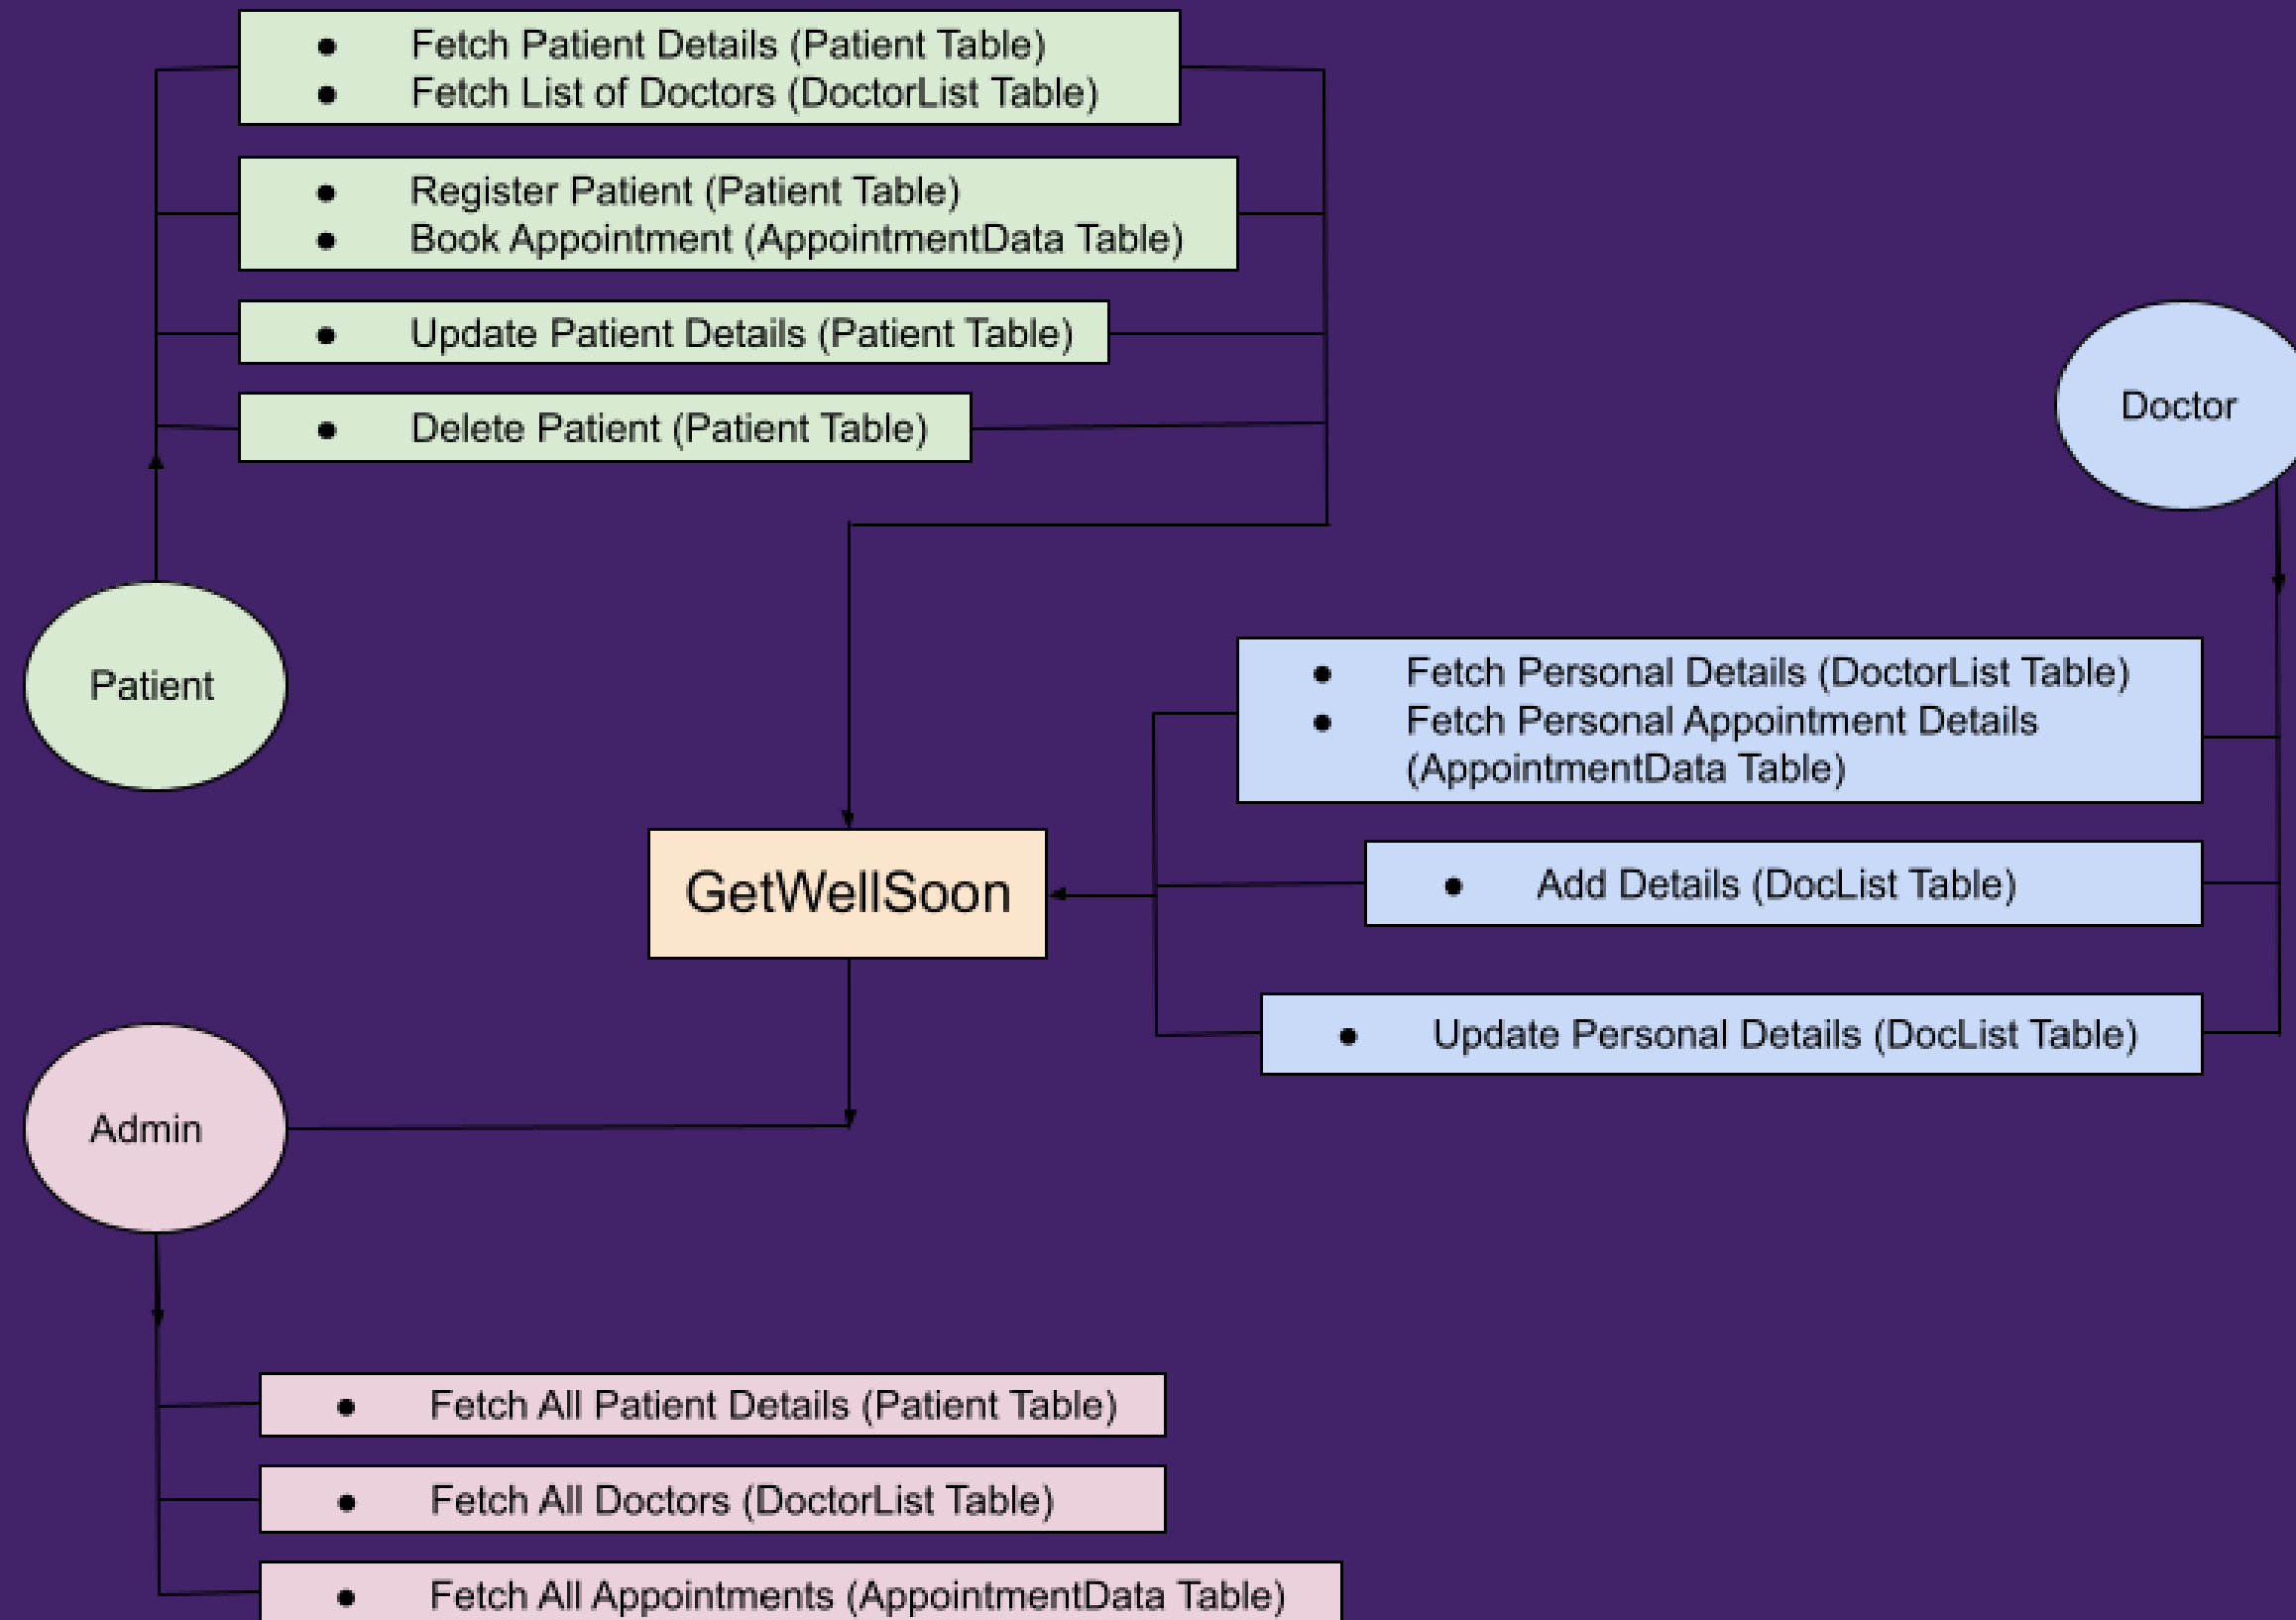 ● Fetch Patient Details (Patient Table)
● Fetch List of Doctors (DoctorList Table)
● Register Patient (Patient Table)
● Book Appointment (AppointmentData Table)
● Update Patient Details (Patient Table)
● Delete Patient (Patient Table)
Doctor
Patient
● Fetch Personal Details (DoctorList Table)
● Fetch Personal Appointment Details
(AppointmentData Table)
GetWellSoon
● Add Details (DocList Table)
● Update Personal Details (DocList Table)
Admin
● Fetch All Patient Details (Patient Table)
● Fetch All Doctors (DoctorList Table)
● Fetch All Appointments (AppointmentData Table)